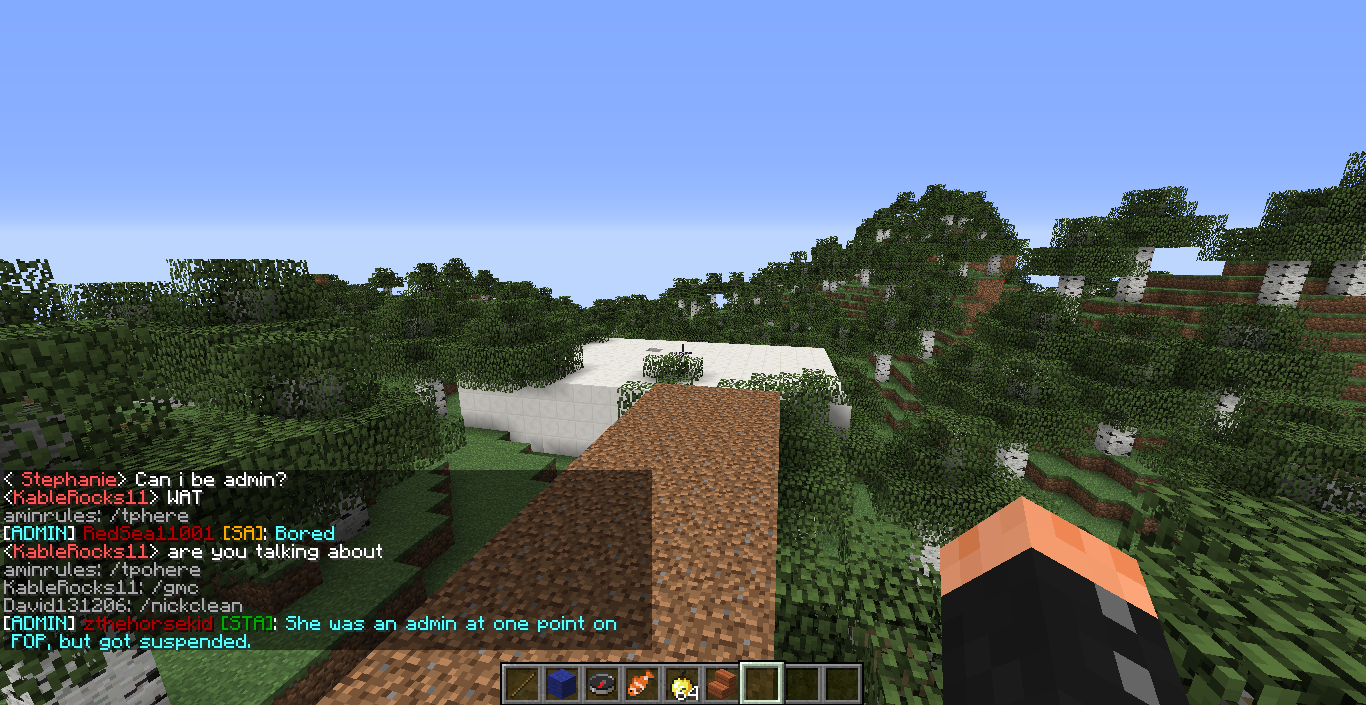 < Stephanie> Can i be admin?
<KableRocks11> WAT
aminrules: /tphere
[ADMIN] RedSea11001 [SA]: Bored
<KableRocks11> are you talking about
aminrules: /tpohere
KableRocks11: /gmc
David131206: /nickclean
[ADMIN] zthehorsekid [STA]: She was an admin at one point on
FOP, but got suspended.
64